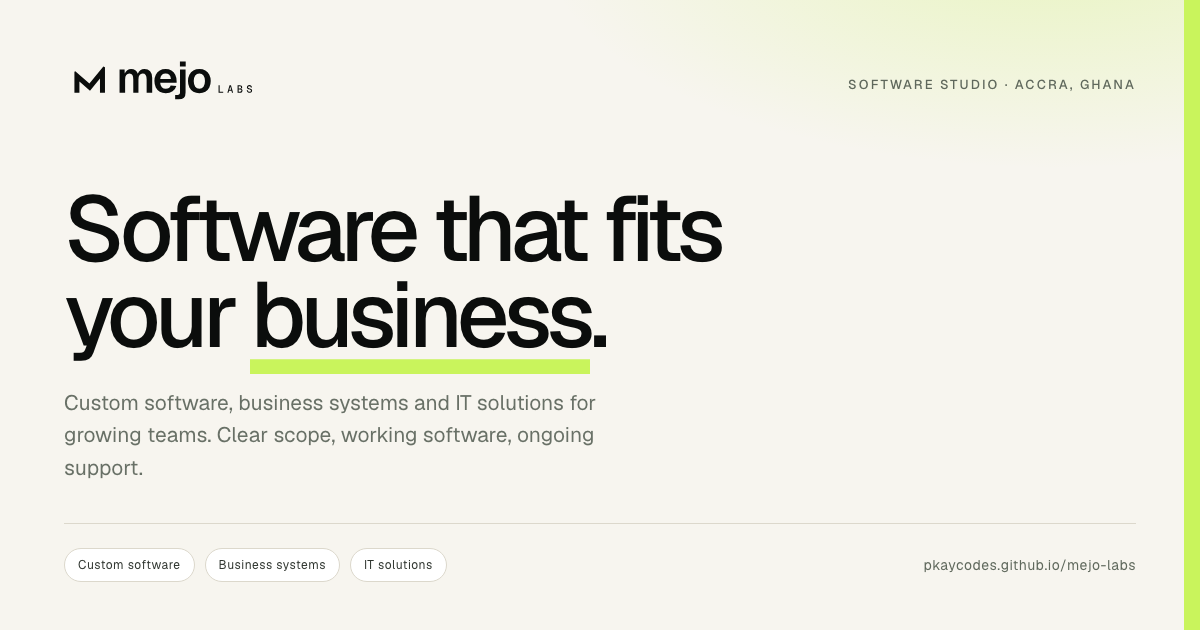 mejo LABS
SOFTWARE STUDIO · ACCRA, GHANA
Software that fits
your business.
Custom software, business systems and IT solutions for
growing teams. Clear scope, working software, ongoing
support.
Custom software
Business systems
IT solutions
pkaycodes.github.io/mejo-labs